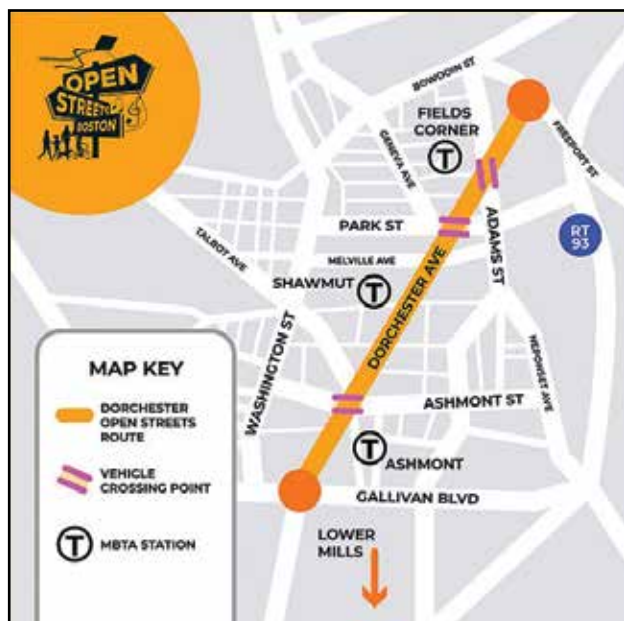 OPEN
STREETS
BOSTON
BOWDOIN ST
FIELDS
CORNER
T
GENEVA AVE
FREEPORT ST
PARK ST
ADAMS ST
RT
93
TALBOT AVE
MELVILLE AVE
SHAWMUT
T
DORCHESTER AVE
WASHINGTON ST
NEPONSET AVE
ASHMONT ST
T
ASHMONT
GALLIVAN BLVD
LOWER
MILLS
MAP KEY
DORCHESTER
OPEN STREETS
ROUTE
VEHICLE
CROSSING POINT
T
MBTA STATION